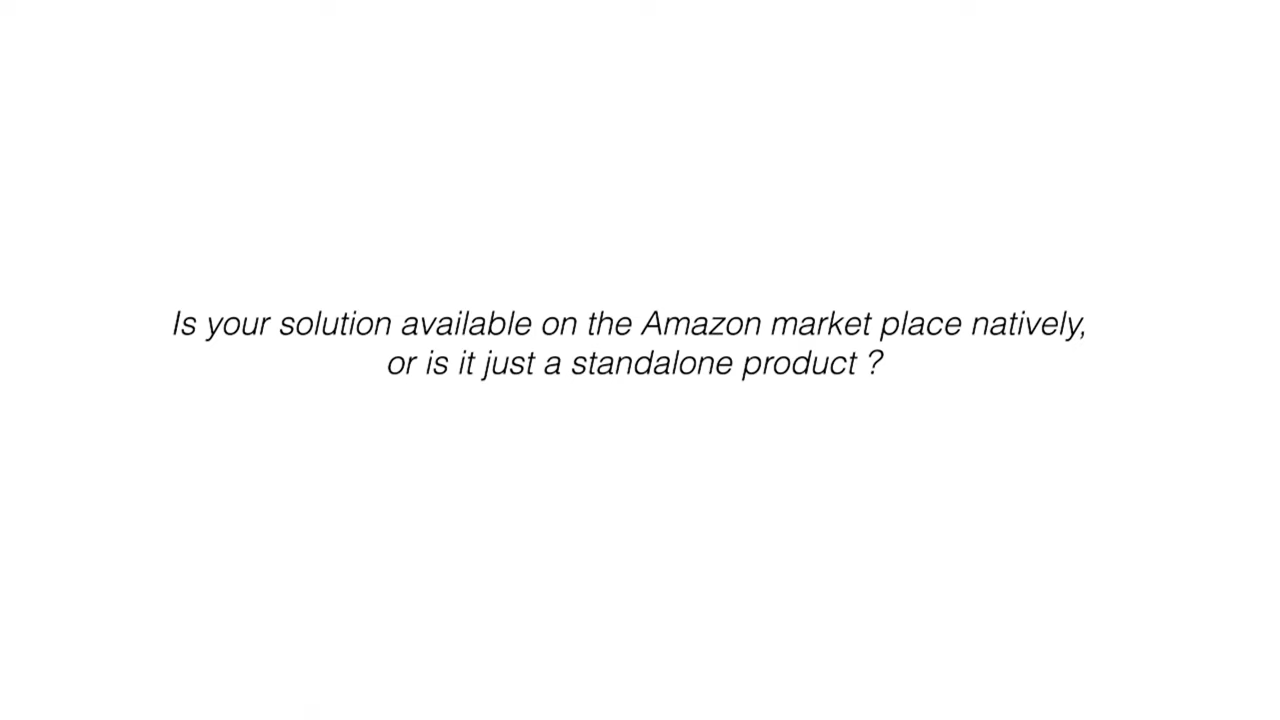 Is your solution available on the Amazon market place natively,
or is it just a standalone product ?